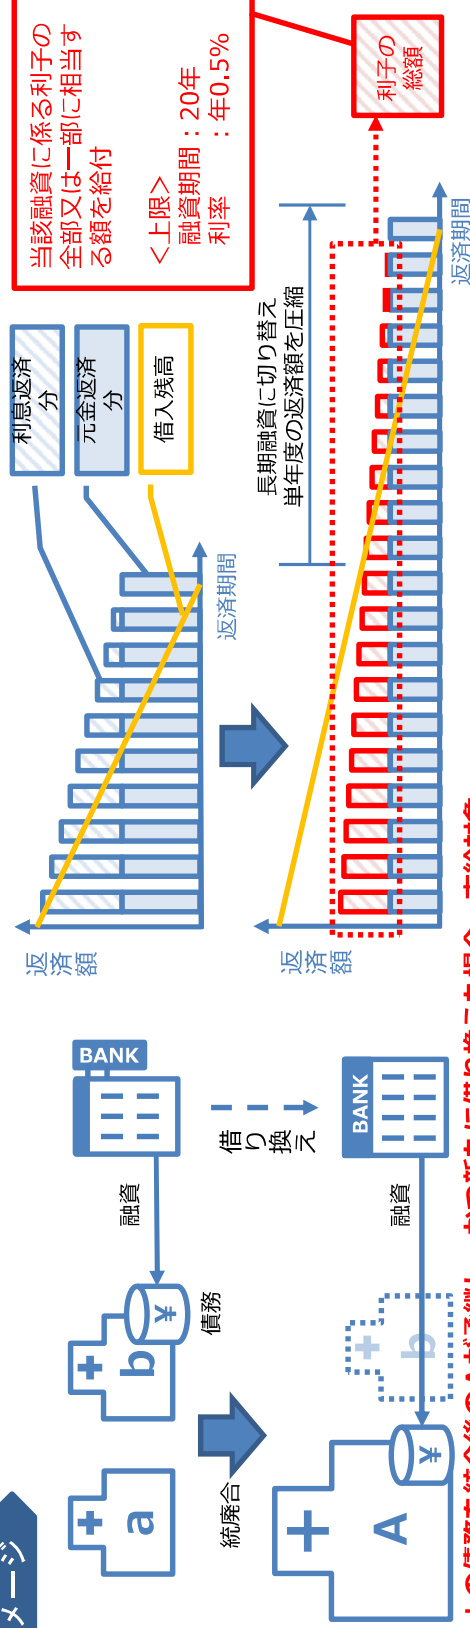 メージ
a
b
¥
債務
融資
BANK
統廃合
借り換え
A
b
¥
融資
BANK
返済額
返済期間
利息返済
分
元金返済
分
借入残高
返済額
返済期間
長期融資に切り替え
単年度の返済額を圧縮
当該融資に係る利子の
全部又は一部に相当す
る額を給付
＜上限＞
融資期間：20年
利率　　：年0.5%
利子の
総額